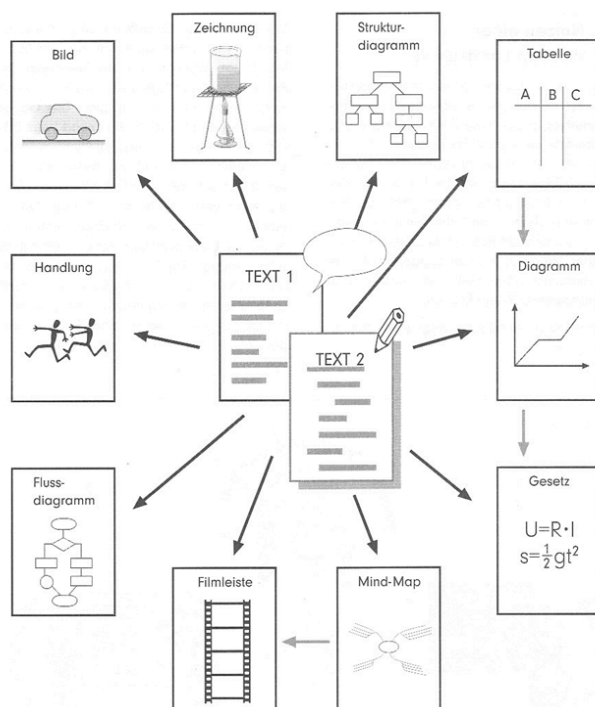 Bild
Zeichnung
Struktur-
diagramm
Tabelle
A B C
Handlung
TEXT 1
TEXT 2
Diagramm
Fluss-
diagramm
Filmleiste
Mind-Map
Gesetz
U=R·I
s=½gt²